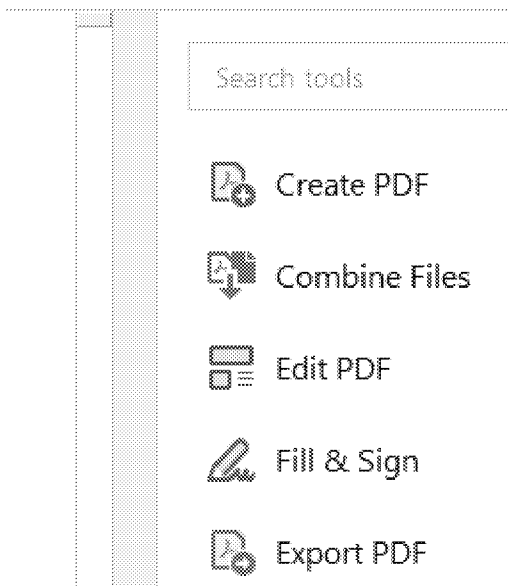 Search tools
Create PDF
Combine Files
Edit PDF
Fill & Sign
Export PDF